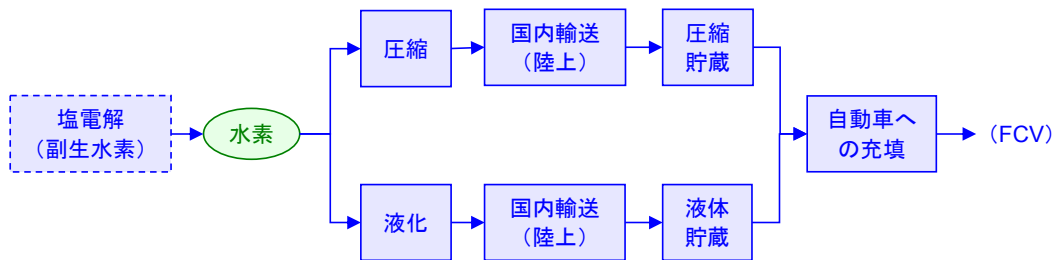 塩電解
（副生水素）
水素
圧縮
国内輸送
（陸上）
圧縮
貯蔵
液化
国内輸送
（陸上）
液体
貯蔵
自動車へ
の充填
（FCV）